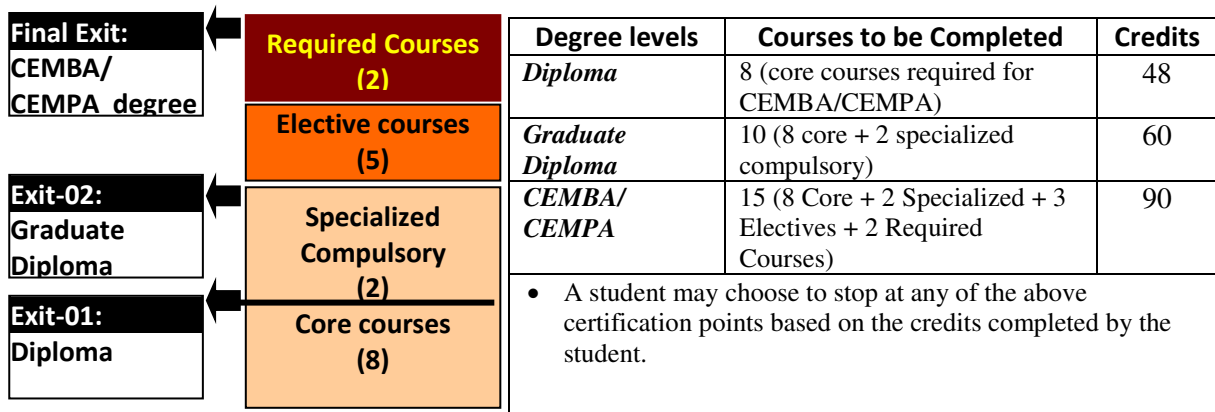 Final Exit:
CEMBA/
CEMPA degree
Exit-02:
Graduate
Diploma
Exit-01:
Diploma
Required Courses
(2)
Elective courses
(5)
Specialized
Compulsory
(2)
Core courses
(8)
Degree levels Courses to be Completed Credits
Diploma 8 (core courses required for 48
CEMBA/CEMPA)
Graduate 10 (8 core + 2 specialized 60
Diploma compulsory)
CEMBA/ 15 (8 Core + 2 Specialized + 3 90
CEMPA Electives + 2 Required
Courses)
• A student may choose to stop at any of the above
certification points based on the credits completed by the
student.